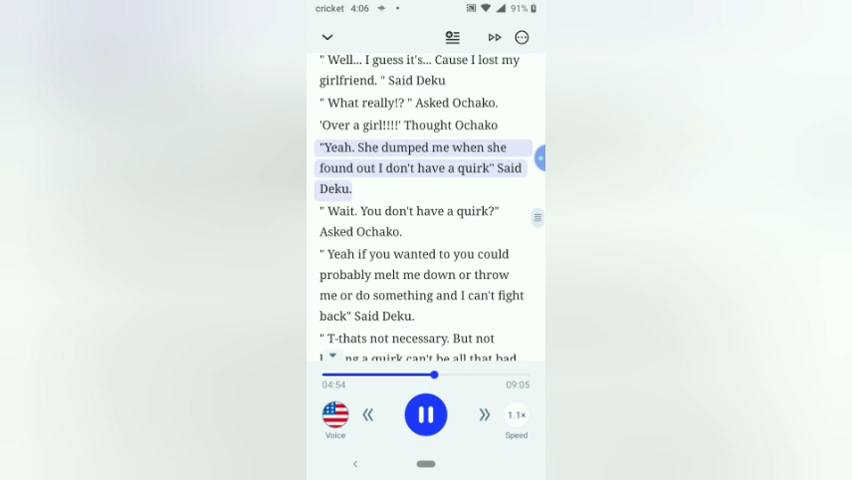 cricket 4:06 91%
" Well... I guess it's... Cause I lost my
girlfriend. " Said Deku
" What really!? " Asked Ochako.
'Over a girl!!!!' Thought Ochako
"Yeah. She dumped me when she
found out I don't have a quirk" Said
Deku.
" Wait. You don't have a quirk?"
Asked Ochako.
" Yeah if you wanted to you could
probably melt me down or throw
me or do something and I can't fight
back" Said Deku.
" T-thats not necessary. But not
a quirk can't be all that bad
04:54 09:05
1.1×
Voice Speed